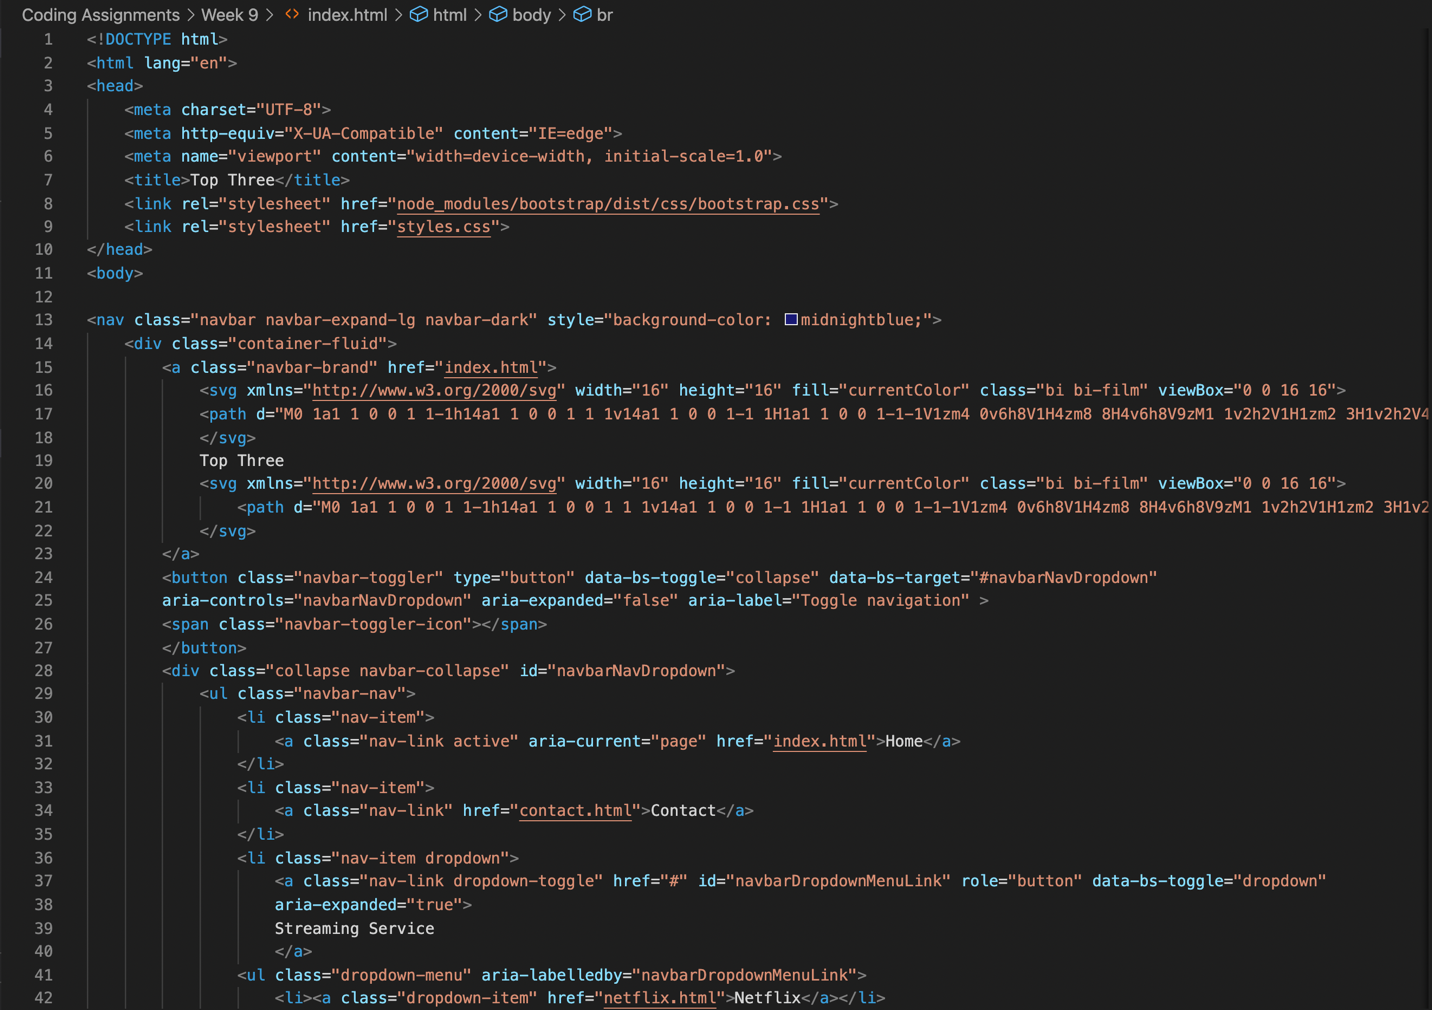 Coding Assignments > Week 9 > <> index.html > html > body > br
1 <!DOCTYPE html>
2 <html lang="en">
3 <head>
4 <meta charset="UTF-8">
5 <meta http-equiv="X-UA-Compatible" content="IE=edge">
6 <meta name="viewport" content="width=device-width, initial-scale=1.0">
7 <title>Top Three</title>
8 <link rel="stylesheet" href="node_modules/bootstrap/dist/css/bootstrap.css">
9 <link rel="stylesheet" href="styles.css">
10 </head>
11 <body>
12
13 <nav class="navbar navbar-expand-lg navbar-dark" style="background-color: midnightblue;">
14 <div class="container-fluid">
15 <a class="navbar-brand" href="index.html">
16 <svg xmlns="http://www.w3.org/2000/svg" width="16" height="16" fill="currentColor" class="bi bi-film" viewBox="0 0 16 16">
17 <path d="M0 1a1 1 0 0 1 1-1h14a1 1 0 0 1 1 1v14a1 1 0 0 1-1 1H1a1 1 0 0 1-1-1V1zm4 0v6h8V1H4zm8 8H4v6h8V9zM1 1v2h2V1H1zm2 3H1v2h2V4
18 </svg>
19 Top Three
20 <svg xmlns="http://www.w3.org/2000/svg" width="16" height="16" fill="currentColor" class="bi bi-film" viewBox="0 0 16 16">
21 <path d="M0 1a1 1 0 0 1 1-1h14a1 1 0 0 1 1 1v14a1 1 0 0 1-1 1H1a1 1 0 0 1-1-1V1zm4 0v6h8V1H4zm8 8H4v6h8V9zM1 1v2h2V1H1zm2 3H1v2
22 </svg>
23 </a>
24 <button class="navbar-toggler" type="button" data-bs-toggle="collapse" data-bs-target="#navbarNavDropdown"
25 aria-controls="navbarNavDropdown" aria-expanded="false" aria-label="Toggle navigation" >
26 <span class="navbar-toggler-icon"></span>
27 </button>
28 <div class="collapse navbar-collapse" id="navbarNavDropdown">
29 <ul class="navbar-nav">
30 <li class="nav-item">
31 <a class="nav-link active" aria-current="page" href="index.html">Home</a>
32 </li>
33 <li class="nav-item">
34 <a class="nav-link" href="contact.html">Contact</a>
35 </li>
36 <li class="nav-item dropdown">
37 <a class="nav-link dropdown-toggle" href="#" id="navbarDropdownMenuLink" role="button" data-bs-toggle="dropdown"
38 aria-expanded="true">
39 Streaming Service
40 </a>
41 <ul class="dropdown-menu" aria-labelledby="navbarDropdownMenuLink">
42 <li><a class="dropdown-item" href="netflix.html">Netflix</a></li>